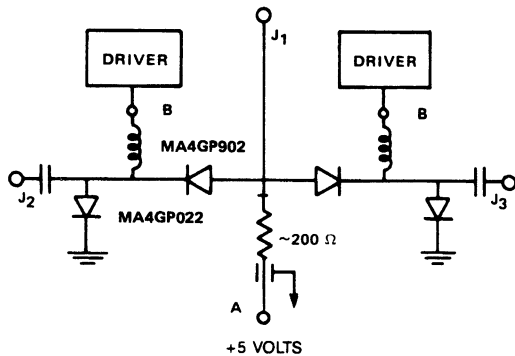 J1
DRIVER
DRIVER
B
B
MA4GP902
J2
MA4GP022
J3
~200 Ω
A
+5 VOLTS